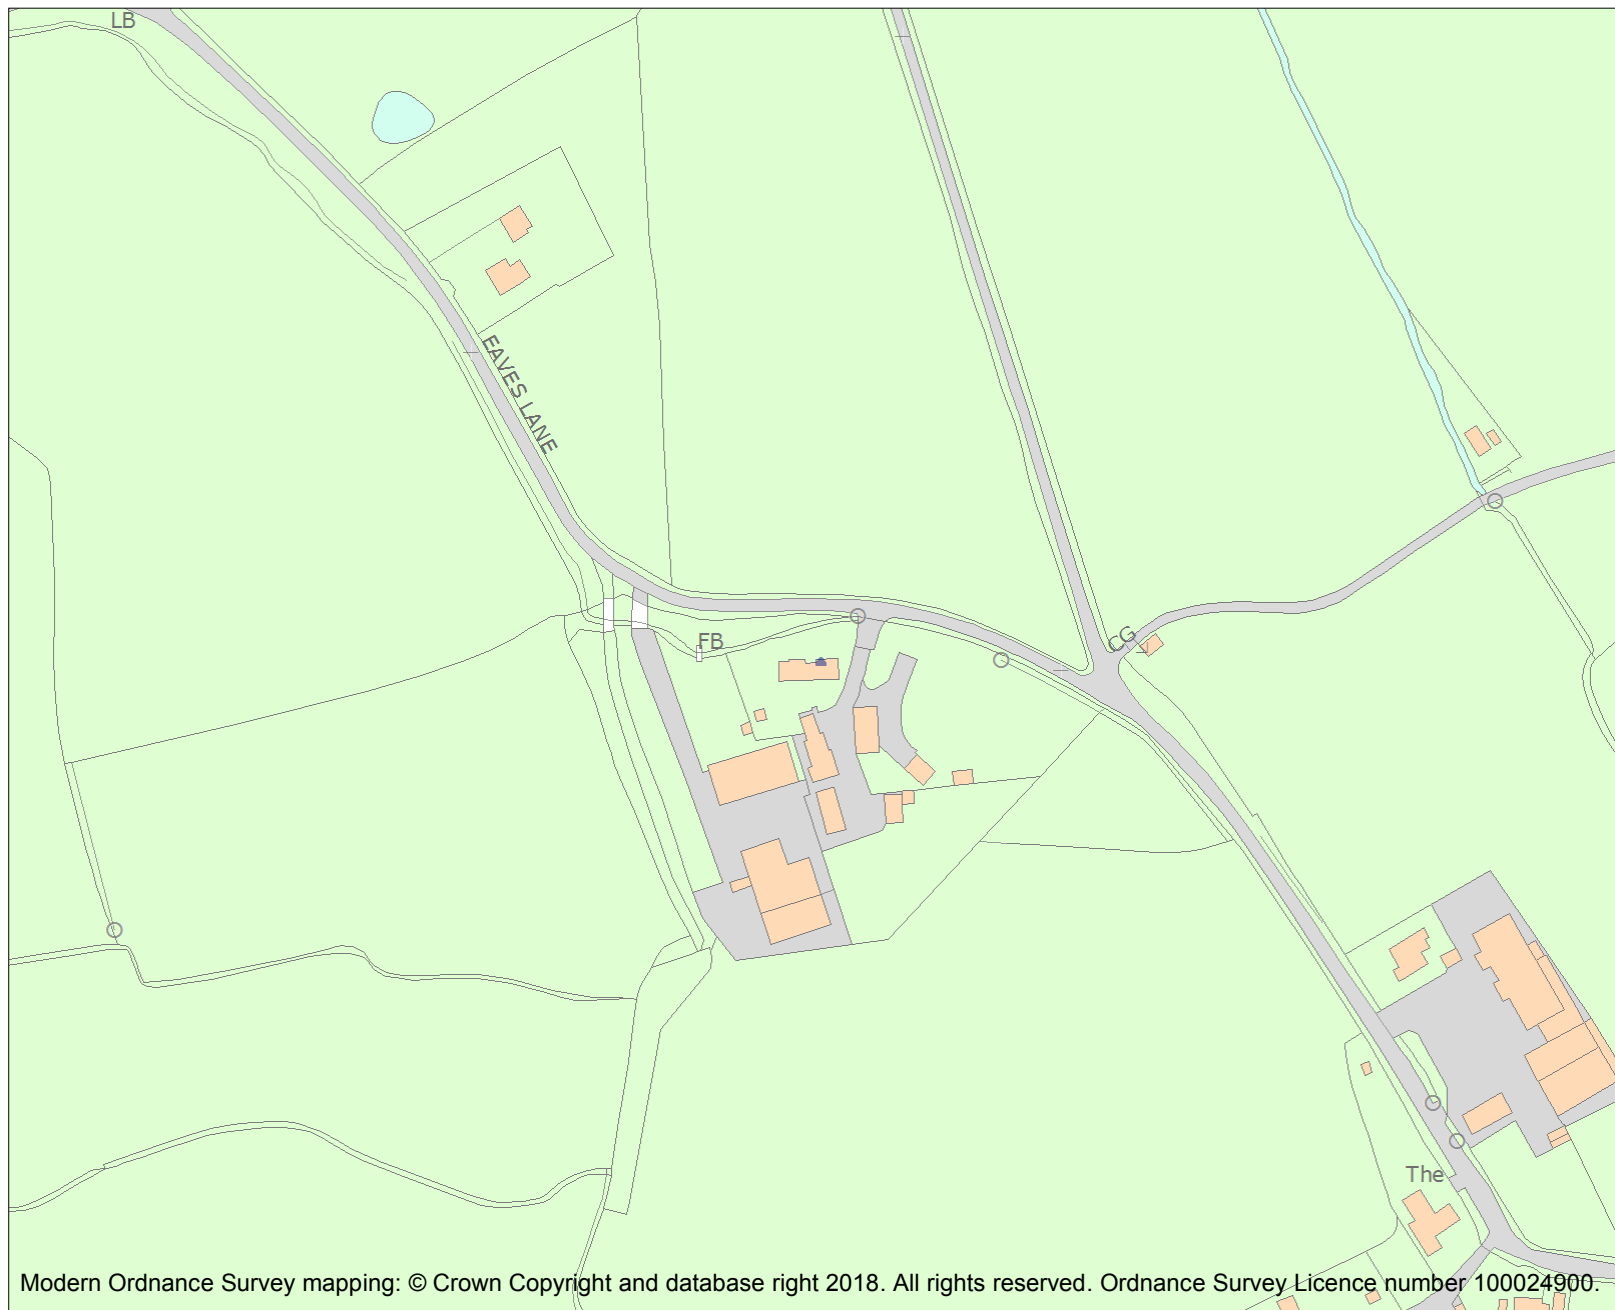 LB
EAVES LANE
FB
CG
The
Modern Ordnance Survey mapping: © Crown Copyright and database right 2018. All rights reserved. Ordnance Survey Licence number 100024900.